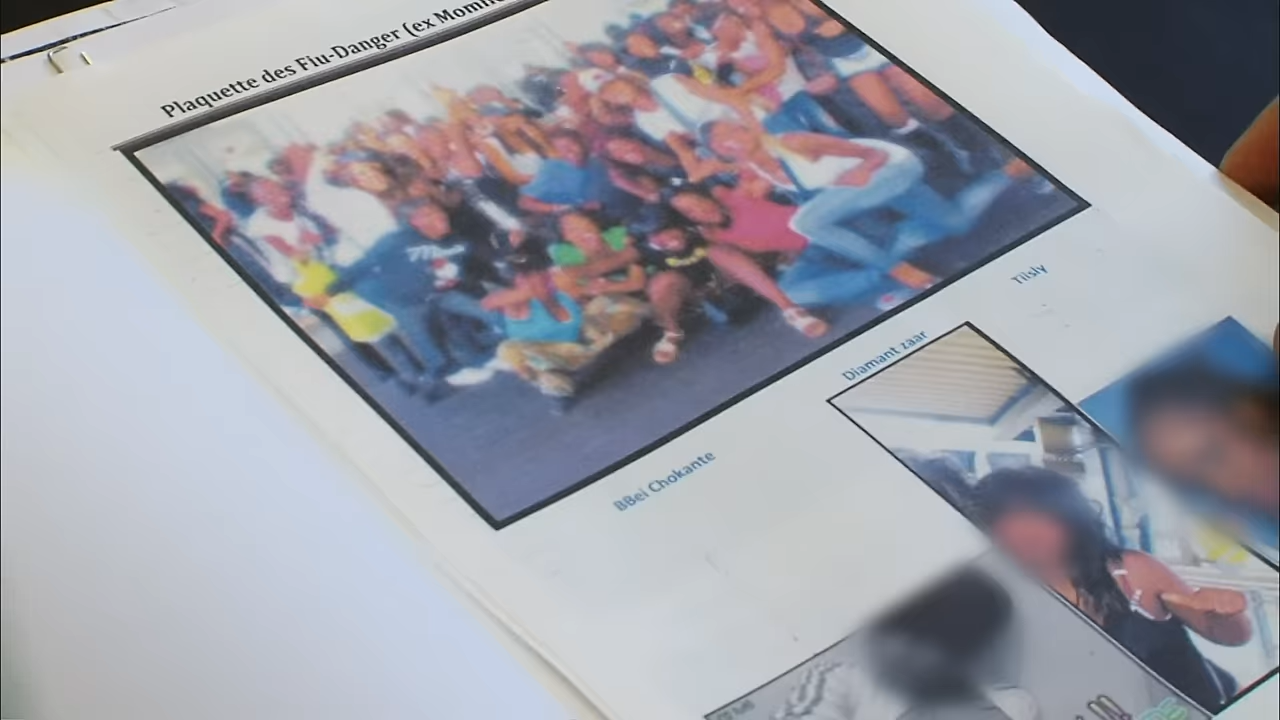 Plaquette des Fiu-Danger (ex
Tiisly
Diamant zaar
BBei Chokante